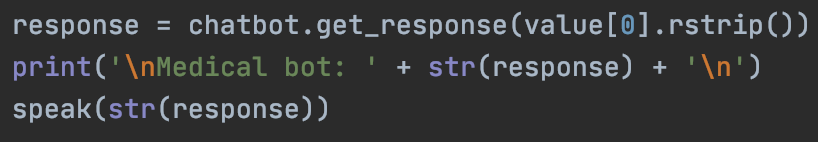 response = chatbot.get_response(value[0].rstrip())
print('\nMedical bot: ' + str(response) + '\n')
speak(str(response))